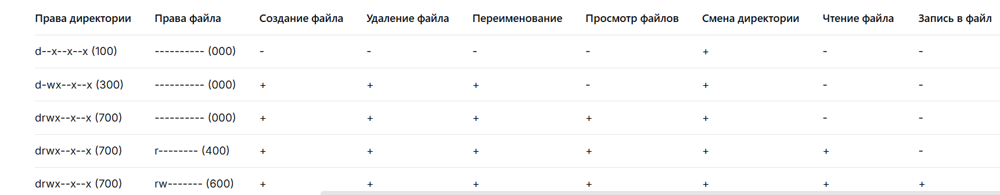 Права директории Права файла Создание файла Удаление файла Переименование Просмотр файлов Смена директории Чтение файла Запись в файл
d--x--x--x (100) ---------- (000) - - - - + - -
d-wx--x--x (300) ---------- (000) + + + - + - -
drwx--x--x (700) ---------- (000) + + + + + - -
drwx--x--x (700) r-------- (400) + + + + + + -
drwx--x--x (700) rw------- (600) + + + + + + +